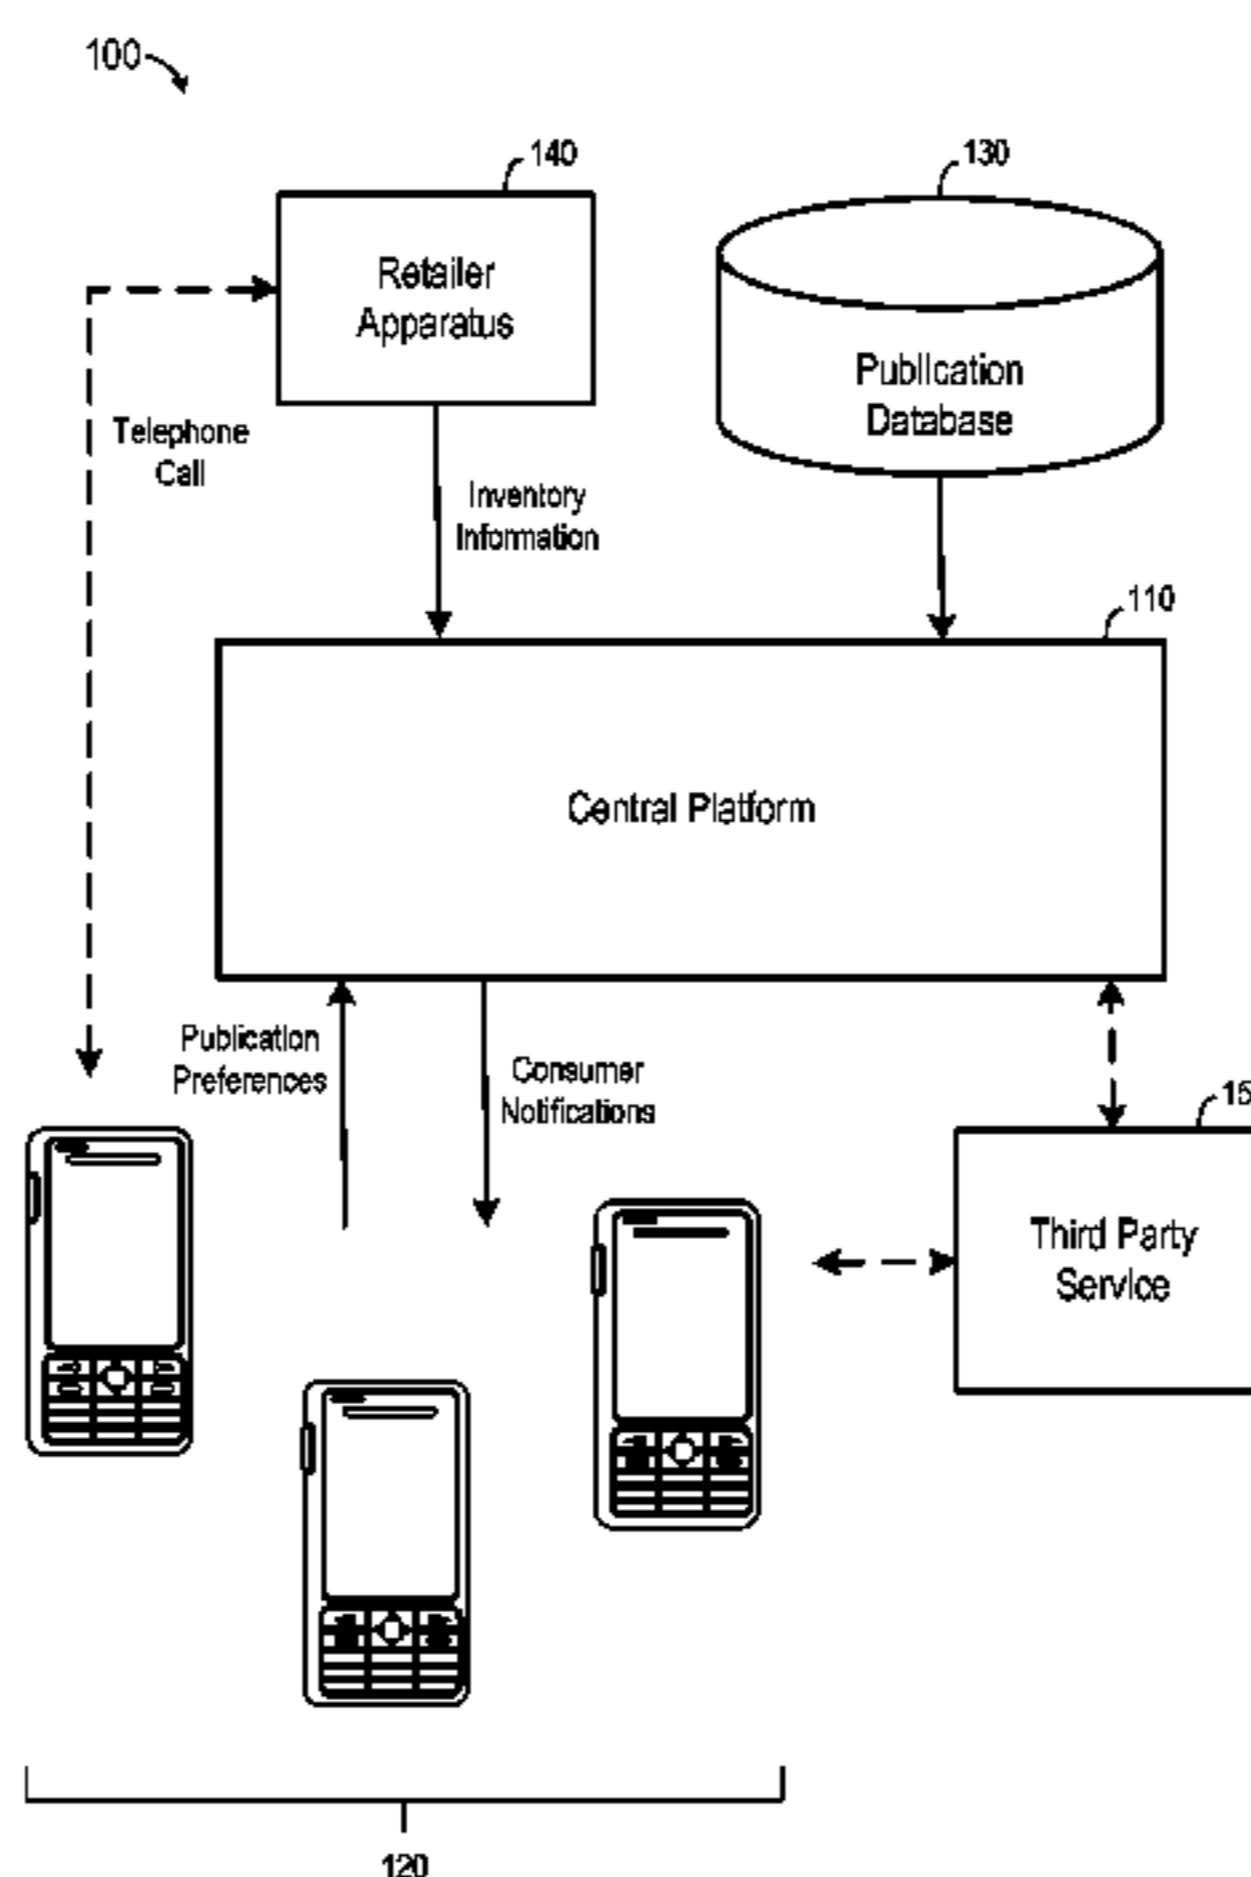 100
140
130
Retailer
Apparatus
Publication
Database
Telephone
Call
Inventory
Information
110
Central Platform
Publication
Preferences
Consumer
Notifications
Third Party
Service
120